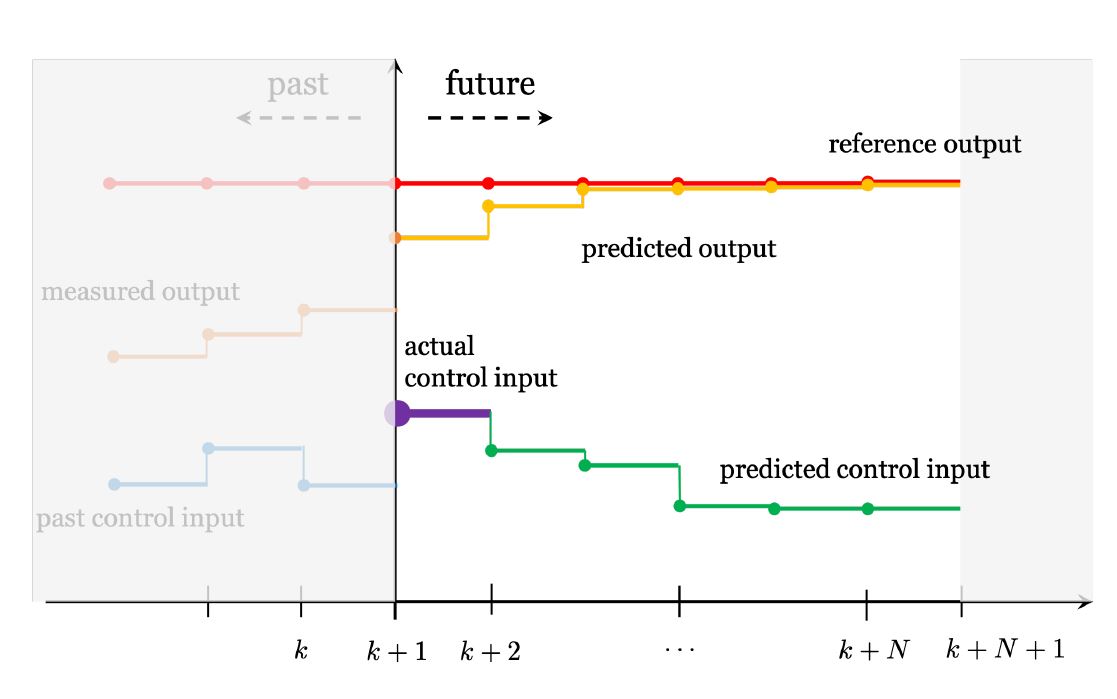 past
future
reference output
predicted output
measured output
actual
control input
predicted control input
past control input
k
k + 1
k + 2
⋯
k + N
k + N + 1